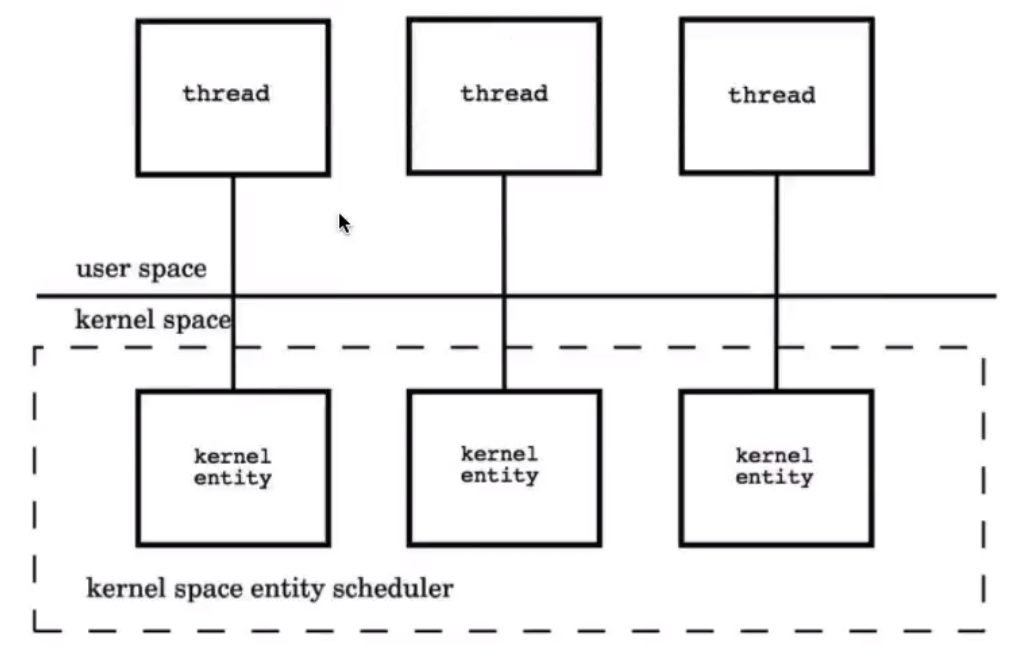 thread
thread
thread
user space
kernel space
kernel
entity
kernel
entity
kernel
entity
kernel space entity scheduler